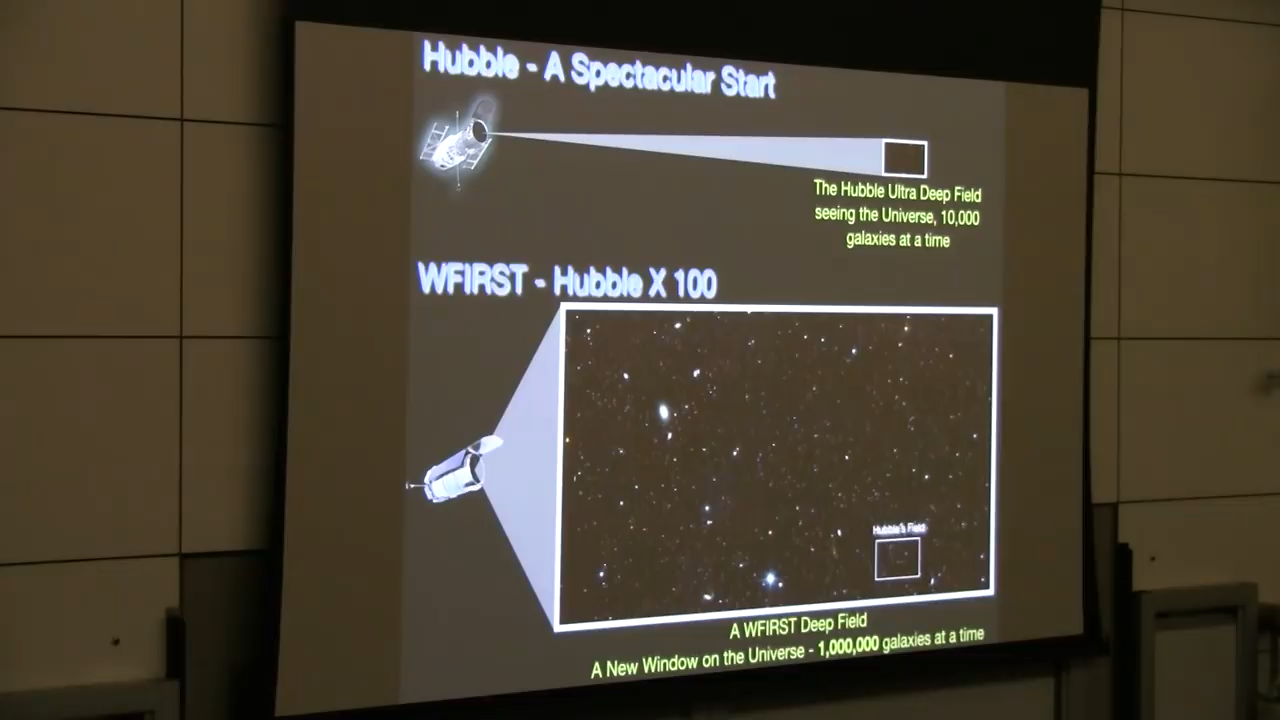 Hubble - A Spectacular Start
The Hubble Ultra Deep Field
seeing the Universe, 10,000
galaxies at a time
WFIRST - Hubble X 100
Hubble's Field
A WFIRST Deep Field
A New Window on the Universe - 1,000,000 galaxies at a time